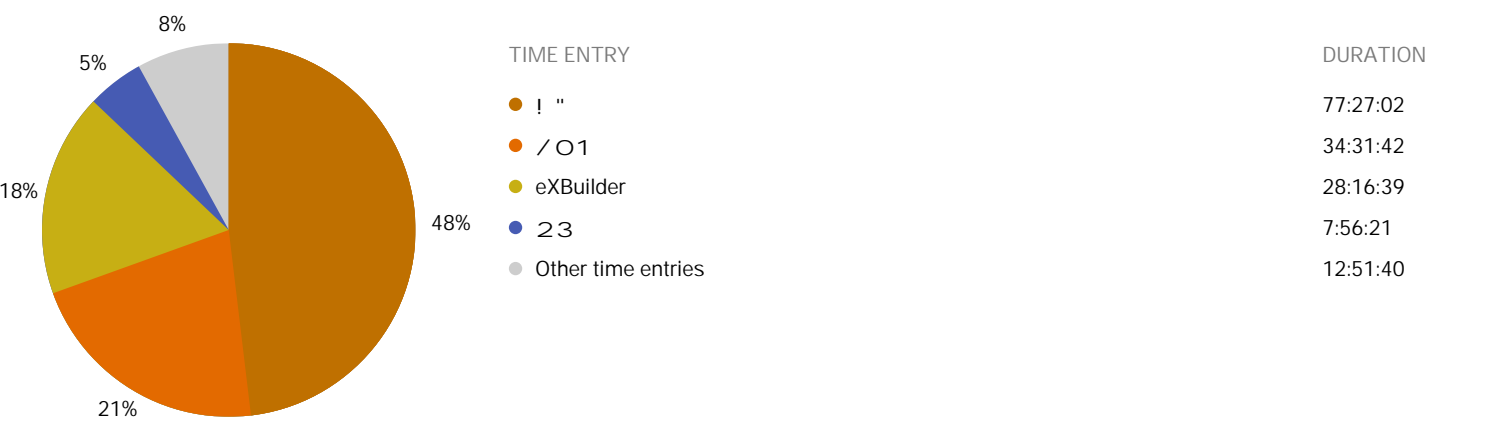 8%
5%
18%
48%
21%
TIME ENTRY DURATION
! " 77:27:02
/01 34:31:42
eXBuilder 28:16:39
23 7:56:21
Other time entries 12:51:40